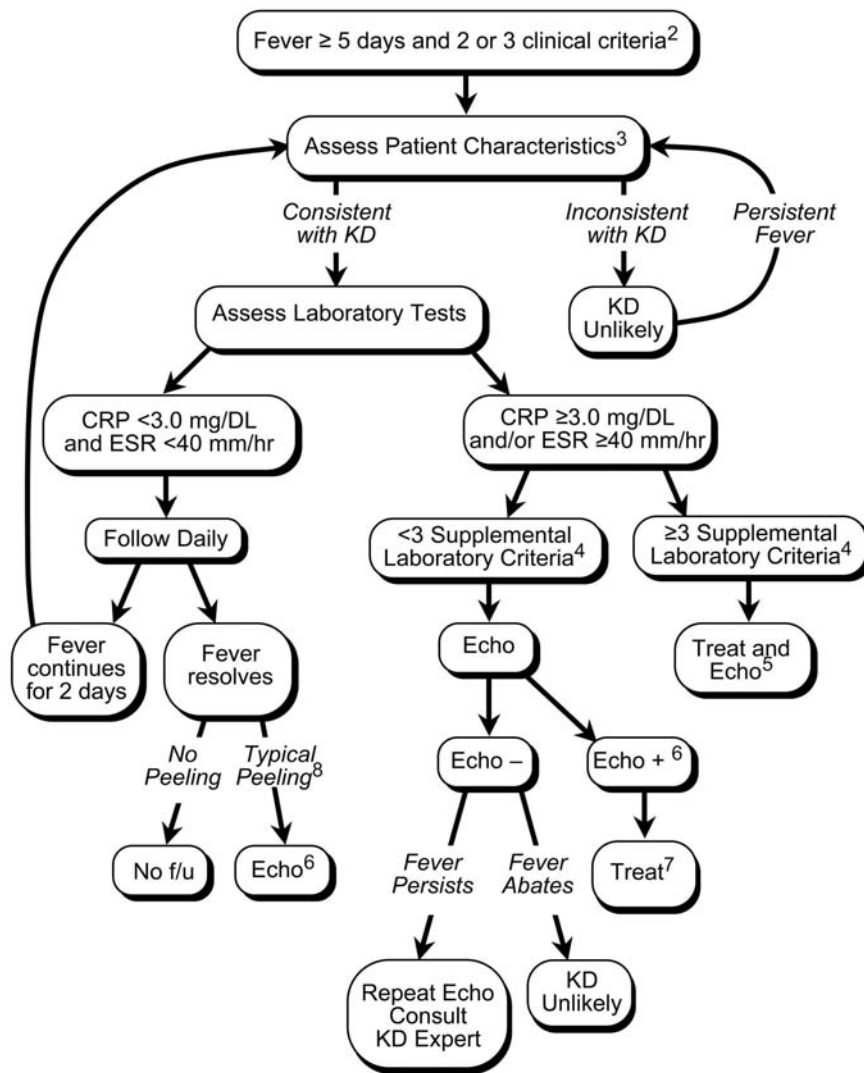 Fever ≥ 5 days and 2 or 3 clinical criteria2
Assess Patient Characteristics3
Consistent
with KD
Inconsistent
with KD
Persistent
Fever
Assess Laboratory Tests
KD
Unlikely
CRP <3.0 mg/DL
and ESR <40 mm/hr
CRP ≥3.0 mg/DL
and/or ESR ≥40 mm/hr
Follow Daily
<3 Supplemental
Laboratory Criteria4
≥3 Supplemental
Laboratory Criteria4
Fever
continues
for 2 days
Fever
resolves
Echo
Treat and
Echo5
No
Peeling
Typical
Peeling8
Echo –
Echo + 6
No f/u
Echo6
Fever
Persists
Fever
Abates
Treat7
Repeat Echo
Consult
KD Expert
KD
Unlikely